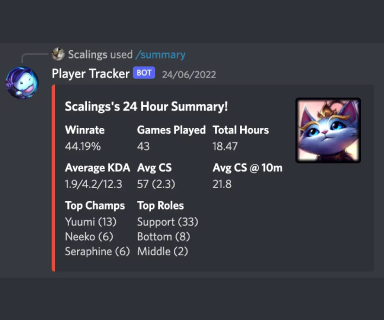 Scalings used /summary
Player Tracker BOT 24/06/2022
Scalings's 24 Hour Summary!
Winrate Games Played Total Hours
44.19% 43 18.47
Average KDA Avg CS Avg CS @ 10m
1.9/4.2/12.3 57 (2.3) 21.8
Top Champs Top Roles
Yuumi (13) Support (33)
Neeko (6) Bottom (8)
Seraphine (6) Middle (2)